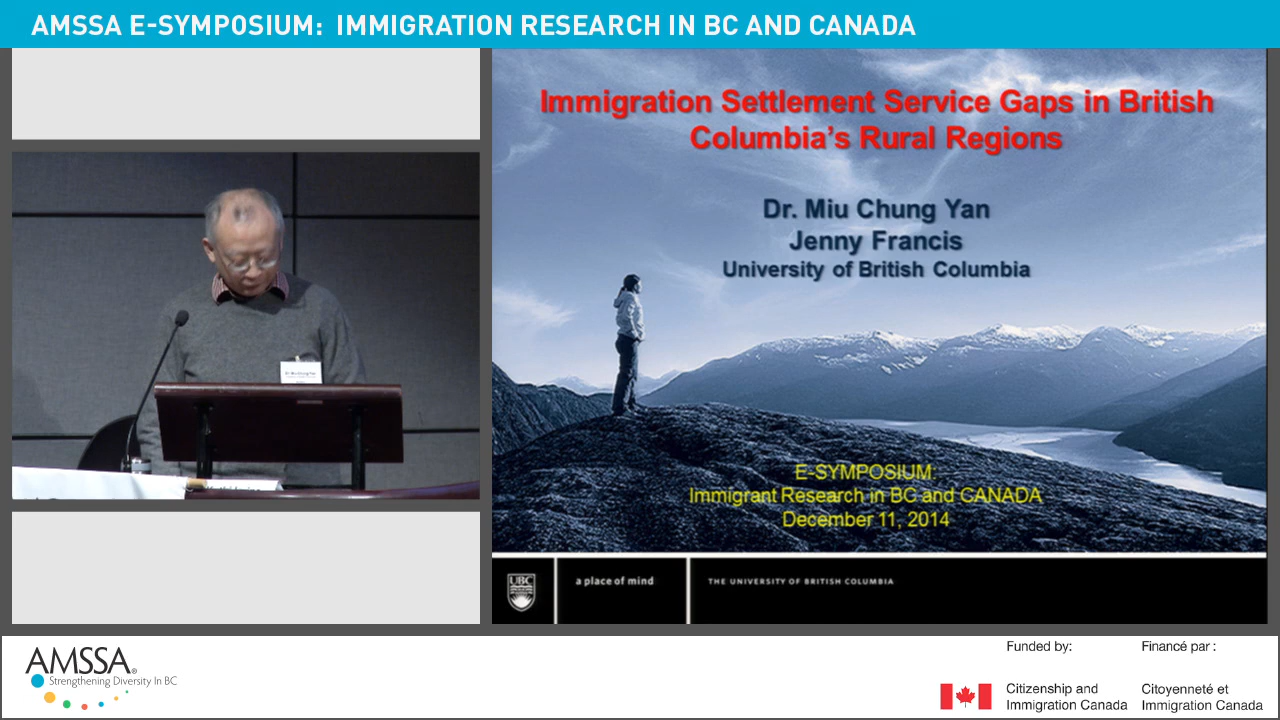 AMSSA E-SYMPOSIUM: IMMIGRATION RESEARCH IN BC AND CANADA
Immigration Settlement Service Gaps in British
Columbia's Rural Regions
Dr. Miu Chung Yan
Jenny Francis
University of British Columbia
E-SYMPOSIUM
Immigrant Research in BC and CANADA
December 11, 2014
UBC
a place of mind
THE UNIVERSITY OF BRITISH COLUMBIA
AMSSA®
Strengthening Diversity In BC
Funded by:
Financé par :
Citizenship and
Immigration Canada
Citoyenneté et
Immigration Canada